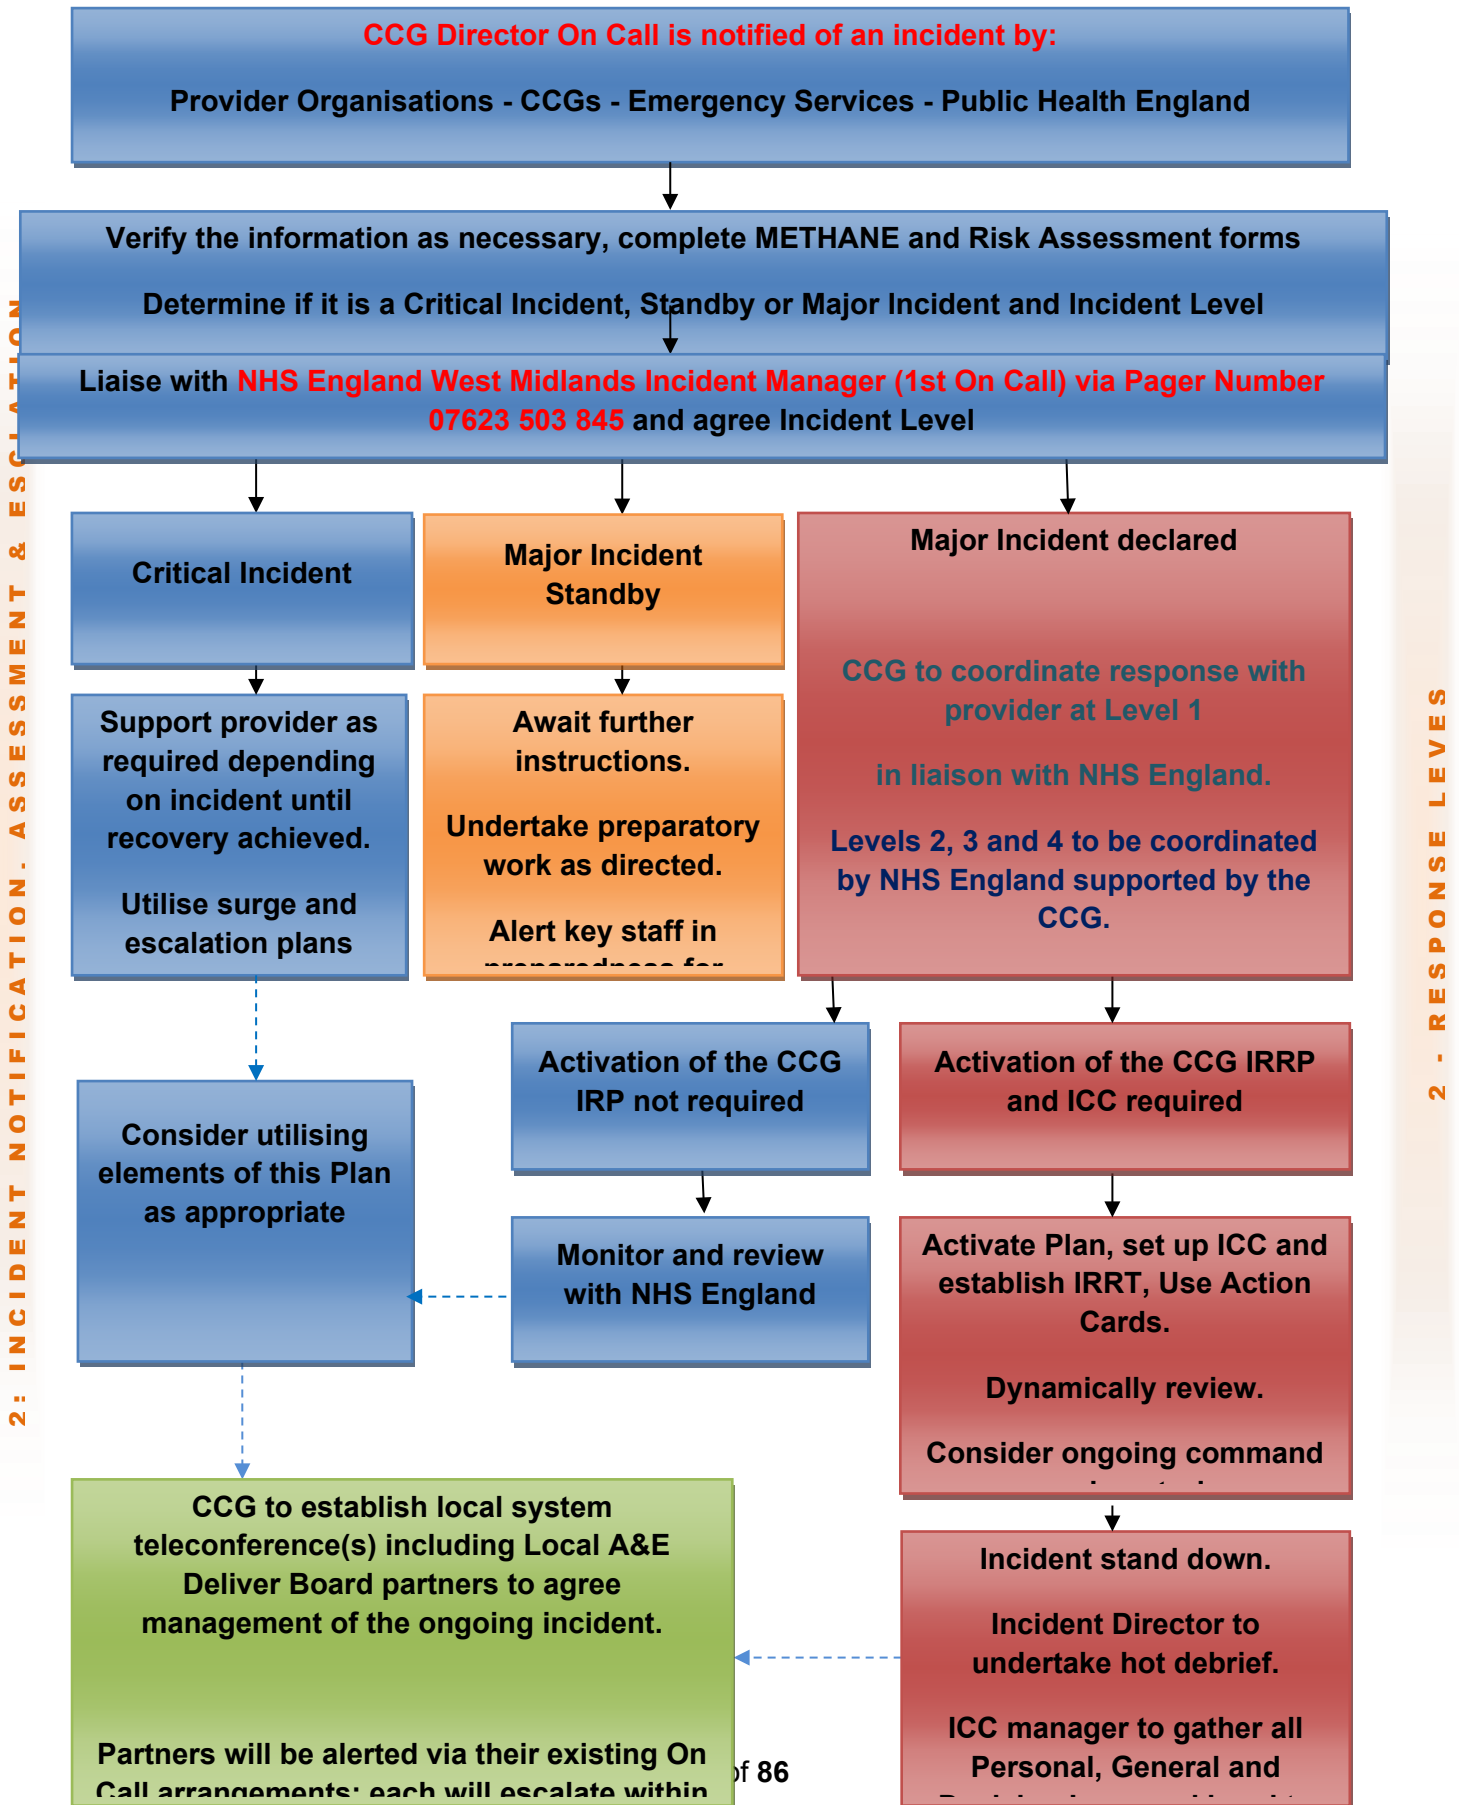 CCG Director On Call is notified of an incident by:
Provider Organisations - CCGs - Emergency Services - Public Health England
Verify the information as necessary, complete METHANE and Risk Assessment forms
Determine if it is a Critical Incident, Standby or Major Incident and Incident Level
Liaise with NHS England West Midlands Incident Manager (1st On Call) via Pager Number
07623 503 845 and agree Incident Level
Critical Incident
Major Incident
Standby
Major Incident declared
CCG to coordinate response with
provider at Level 1
in liaison with NHS England.
Levels 2, 3 and 4 to be coordinated
by NHS England supported by the
CCG.
Support provider as
required depending
on incident until
recovery achieved.
Utilise surge and
escalation plans
Await further
instructions.
Undertake preparatory
work as directed.
Alert key staff in
preparedness for
Activation of the CCG
IRP not required
Activation of the CCG IRRP
and ICC required
Consider utilising
elements of this Plan
as appropriate
Monitor and review
with NHS England
Activate Plan, set up ICC and
establish IRRT, Use Action
Cards.
Dynamically review.
Consider ongoing command
CCG to establish local system
teleconference(s) including Local A&E
Deliver Board partners to agree
management of the ongoing incident.
Partners will be alerted via their existing On
Call arrangements; each will escalate within
Incident stand down.
Incident Director to
undertake hot debrief.
ICC manager to gather all
Personal, General and
of 86
2: INCIDENT NOTIFICATION. ASSESSMENT & ESCLATION
2 - RESPONSE LEVES